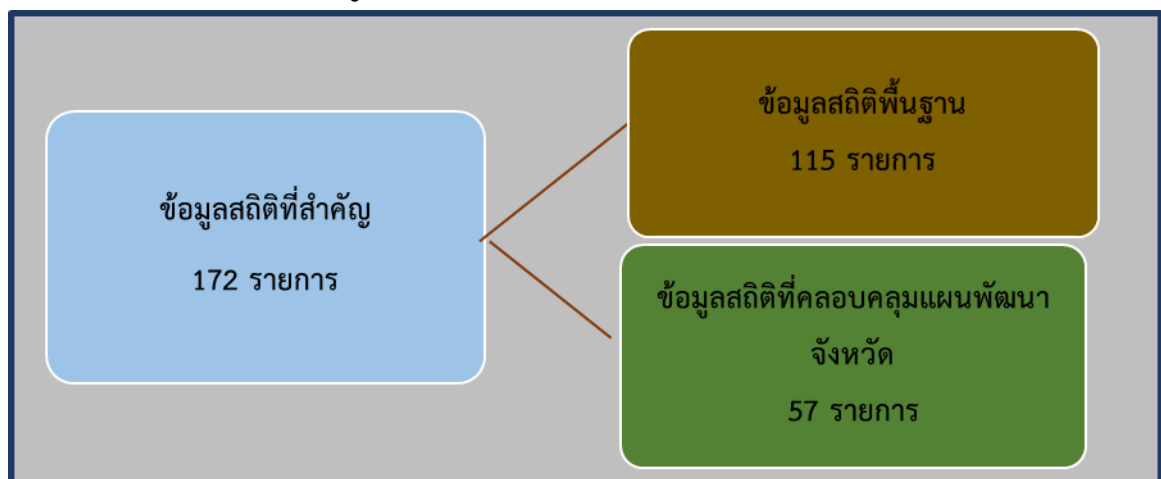 ข้อมูลสถิติที่สำคัญ
172 รายการ
ข้อมูลสถิติพื้นฐาน
115 รายการ
ข้อมูลสถิติที่คลอบคลุมแผนพัฒนา
จังหวัด
57 รายการ